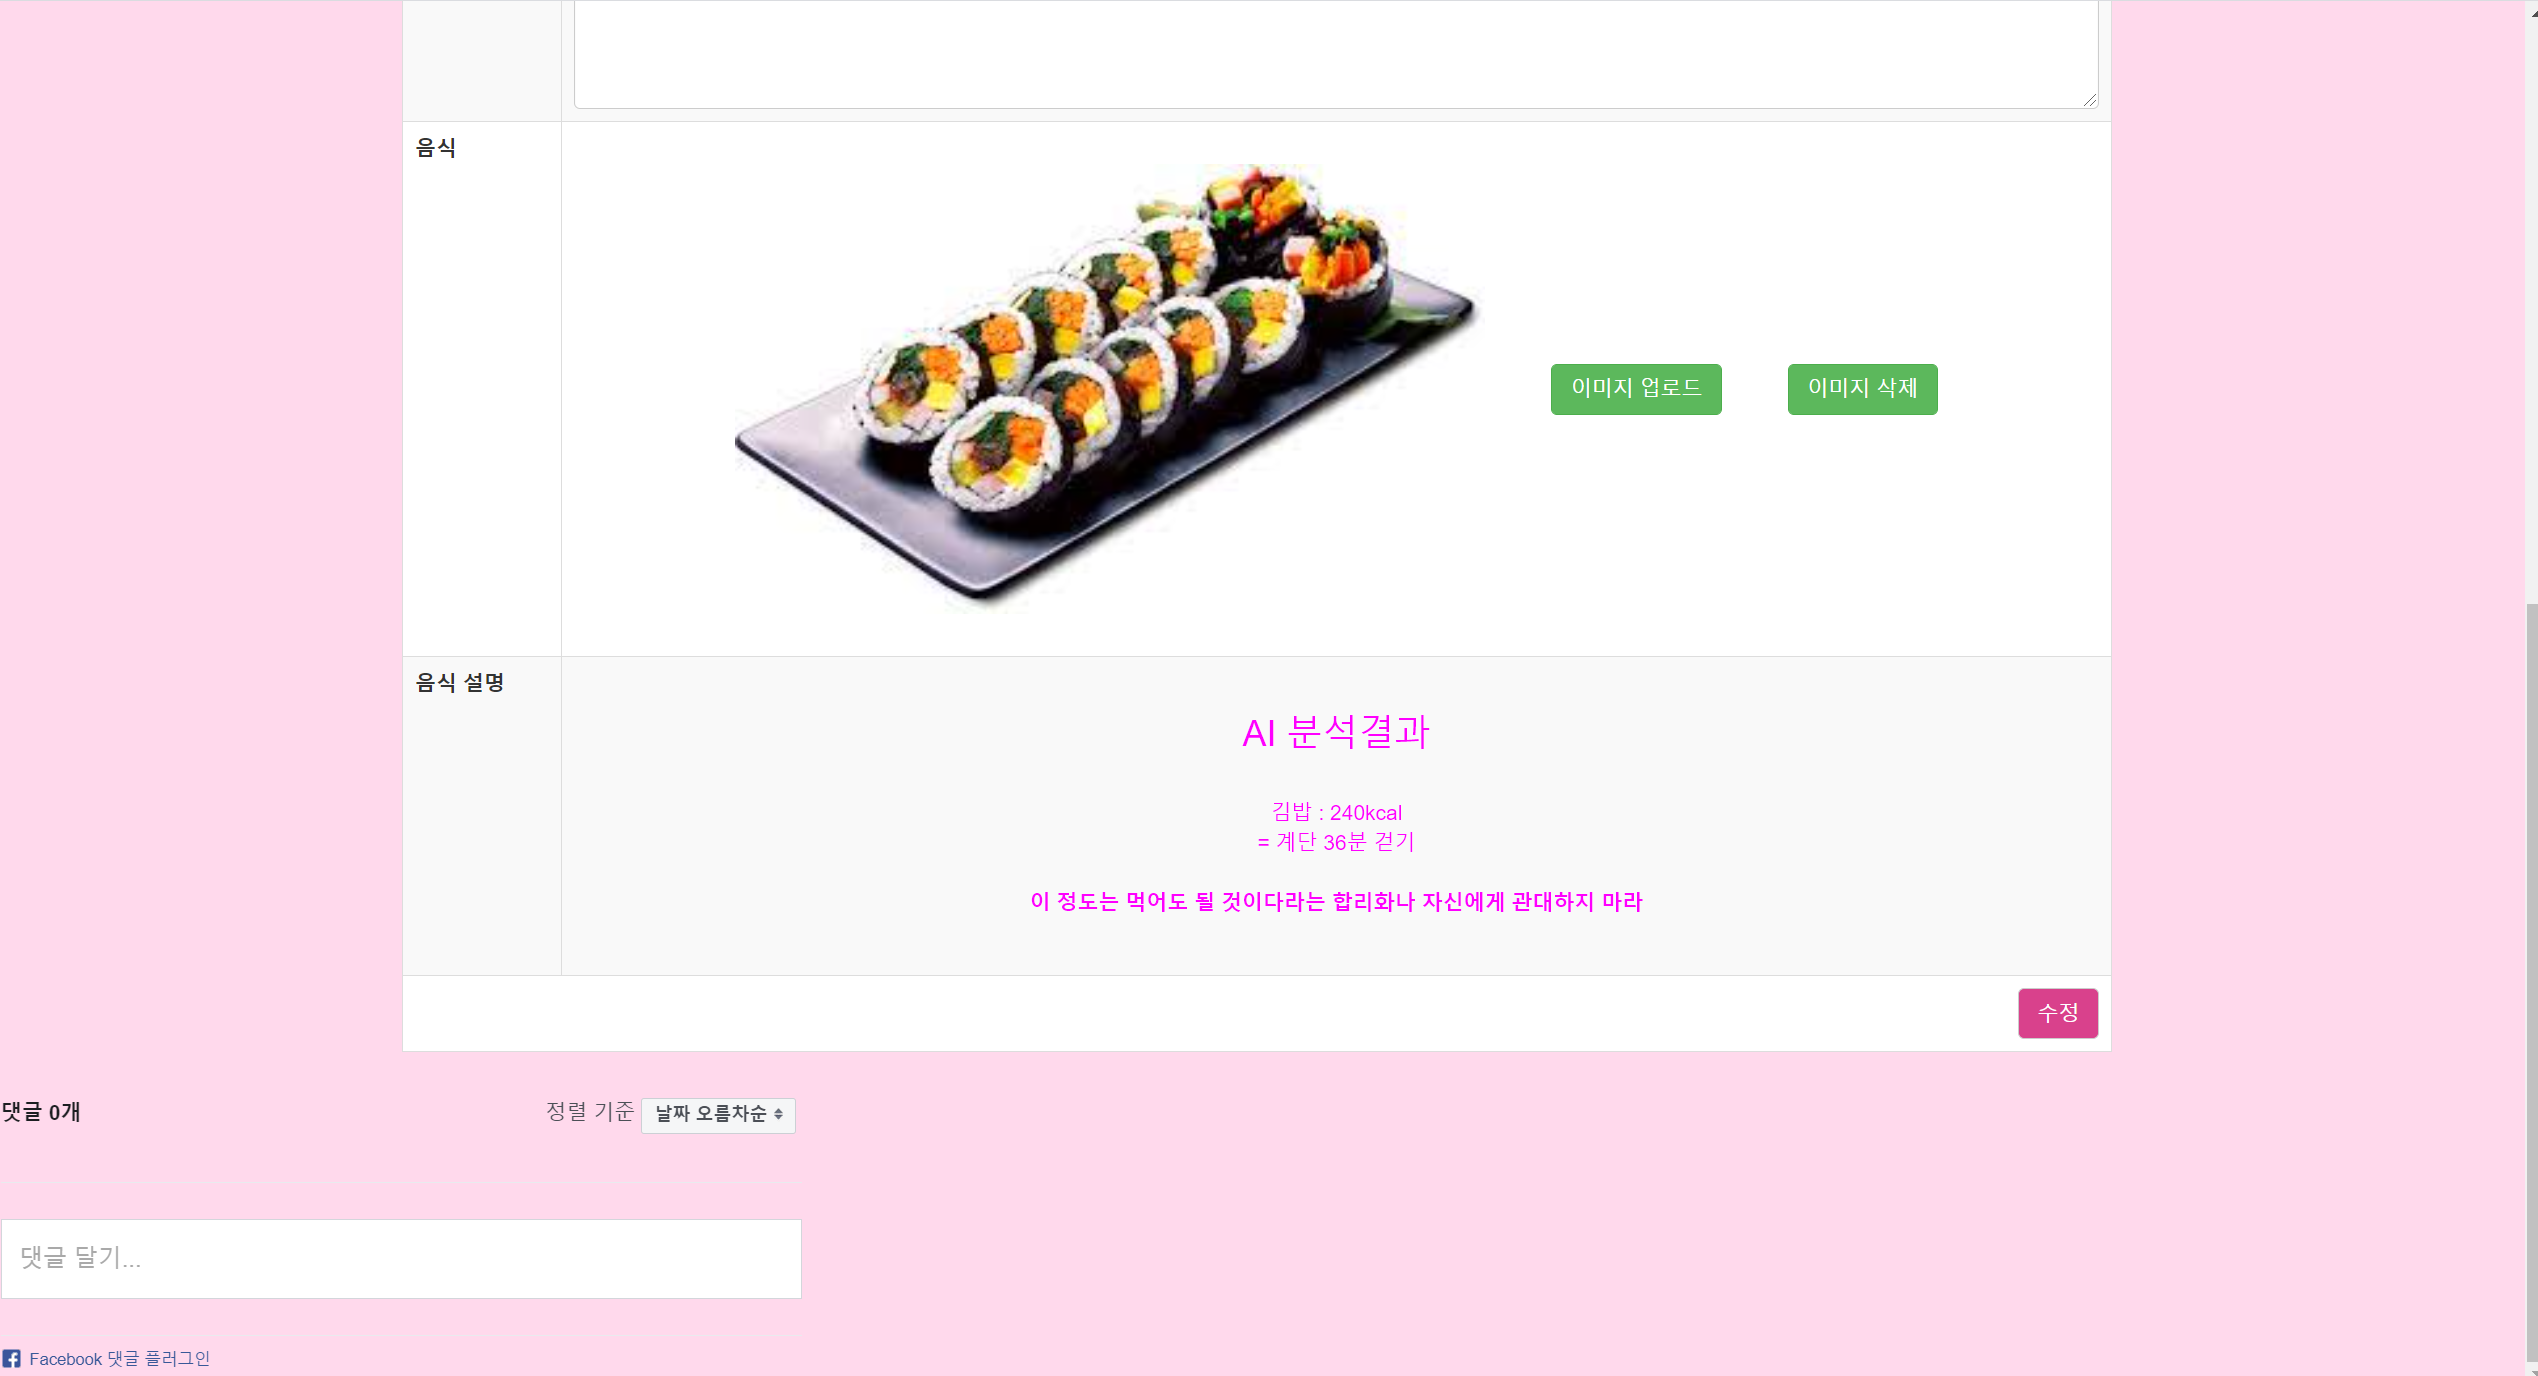 음식
이미지 업로드
이미지 삭제
음식 설명
AI 분석결과
김밥 : 240kcal
= 계단 36분 걷기
이 정도는 먹어도 될 것이다라는 합리화나 자신에게 관대하지 마라
수정
댓글 0개
정렬 기준 날짜 오름차순
댓글 달기...
Facebook 댓글 플러그인